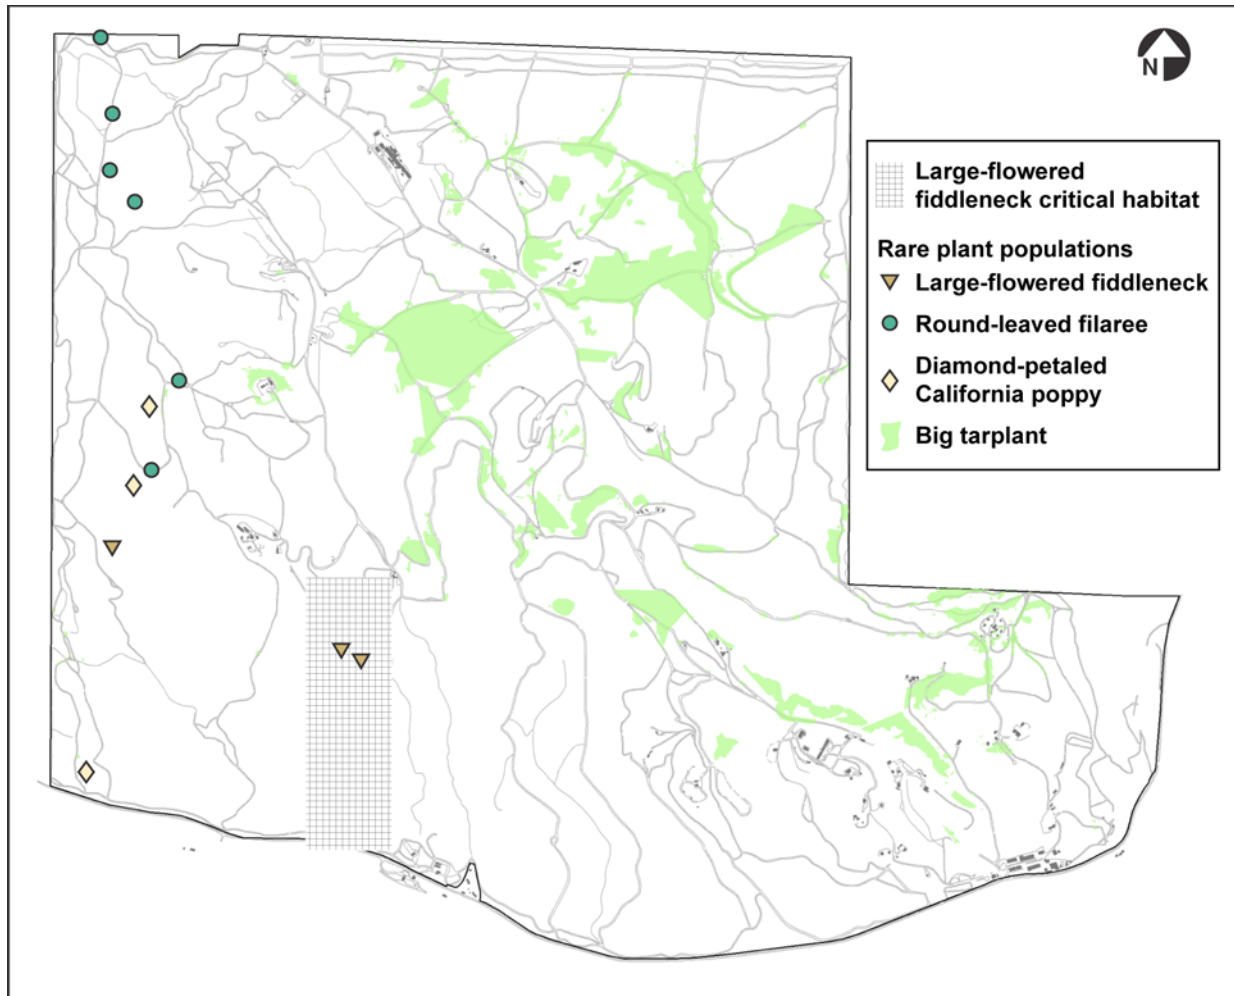 N
Large-flowered
fiddleneck critical habitat
Rare plant populations
Large-flowered fiddleneck
Round-leaved filaree
Diamond-petaled
California poppy
Big tarplant